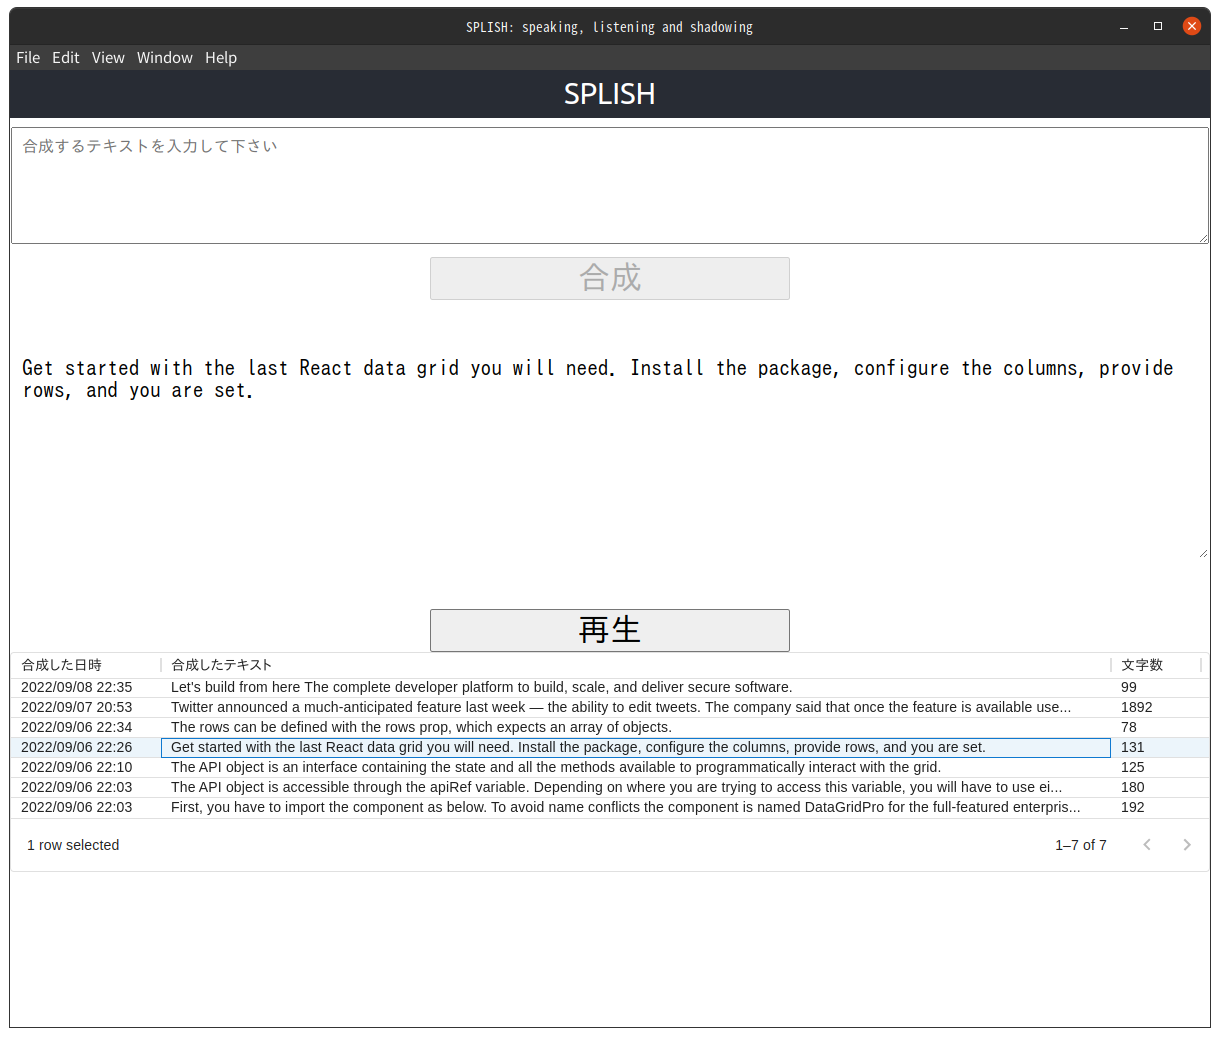 SPLISH: speaking, listening and shadowing
File Edit View Window Help
SPLISH
合成するテキストを入力して下さい
合成
Get started with the last React data grid you will need. Install the package, configure the columns, provide
rows, and you are set.
再生
合成した日時 合成したテキスト 文字数
2022/09/08 22:35 Let's build from here The complete developer platform to build, scale, and deliver secure software. 99
2022/09/07 20:53 Twitter announced a much-anticipated feature last week — the ability to edit tweets. The company said that once the feature is available use... 1892
2022/09/06 22:34 The rows can be defined with the rows prop, which expects an array of objects. 78
2022/09/06 22:26 Get started with the last React data grid you will need. Install the package, configure the columns, provide rows, and you are set. 131
2022/09/06 22:10 The API object is an interface containing the state and all the methods available to programmatically interact with the grid. 125
2022/09/06 22:03 The API object is accessible through the apiRef variable. Depending on where you are trying to access this variable, you will have to use ei... 180
2022/09/06 22:03 First, you have to import the component as below. To avoid name conflicts the component is named DataGridPro for the full-featured enterpris... 192
1 row selected 1–7 of 7